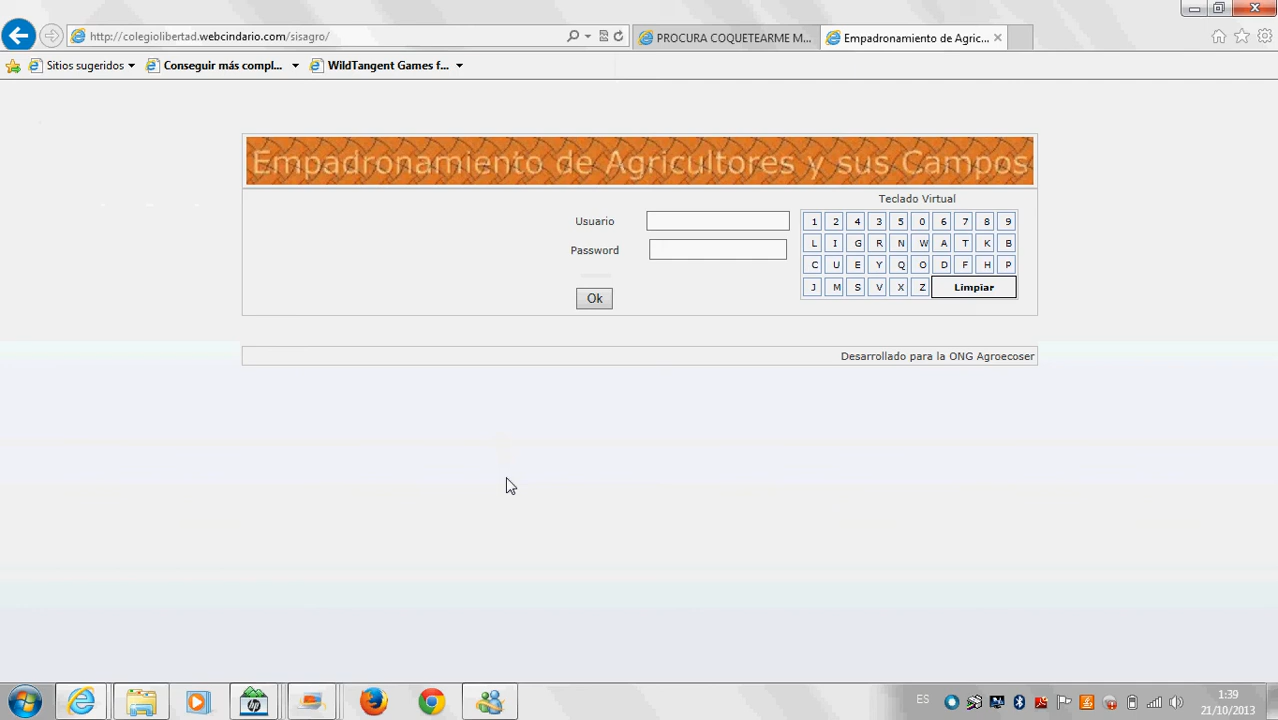 http://colegiolibertad.webcindario.com/sisagro/
PROCURA COQUETEARME M...
Empadronamiento de Agric...
Sitios sugeridos
Conseguir más compl...
WildTangent Games f...
Empadronamiento de Agricultores y sus Campos
Teclado Virtual
Usuario
1 2 4 3 5 0 6 7 8 9
L I G R N W A T K B
Password
C U E Y Q O D F H P
J M S V X Z Limpiar
Ok
Desarrollado para la ONG Agroecoser
ES
1:39
21/10/2013